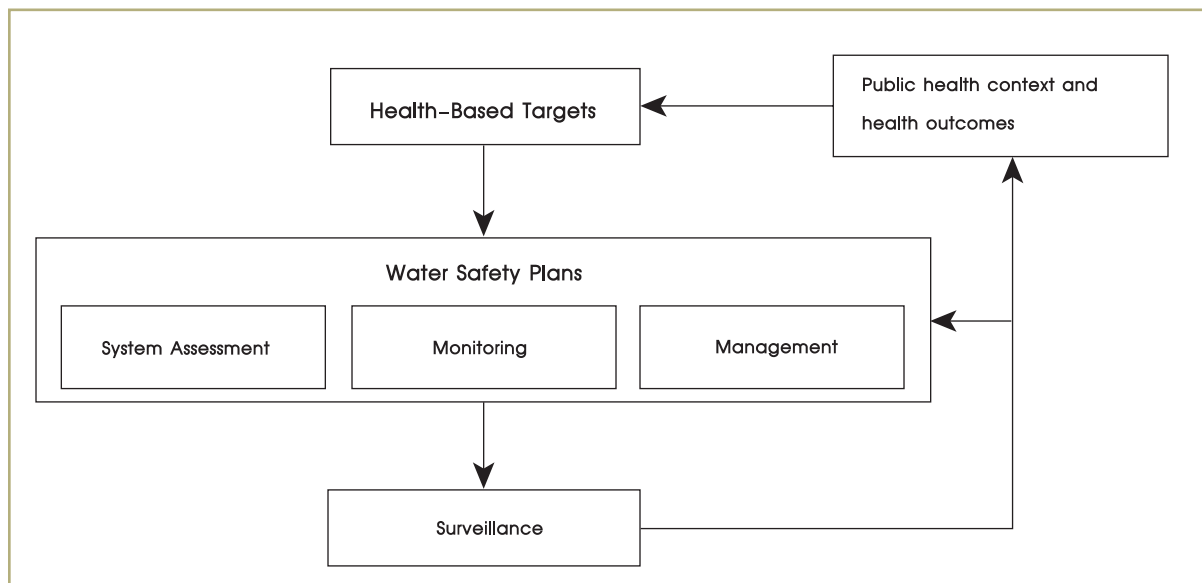 Health-Based Targets
Public health context and
health outcomes
Water Safety Plans
System Assessment
Monitoring
Management
Surveillance